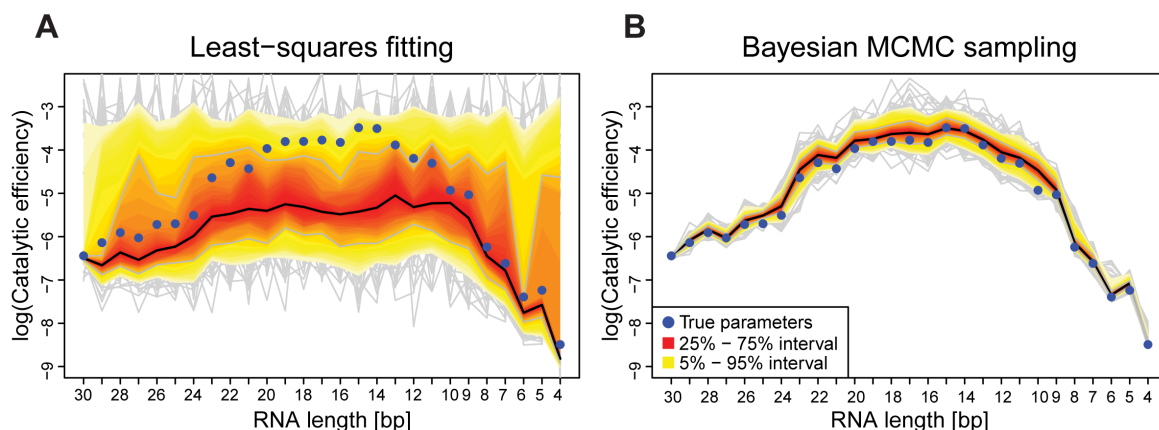 A
Least−squares fitting
log(Catalytic efficiency)
-3
-4
-5
-6
-7
-8
-9
30 28 26 24 22 20 18 16 14 12 10 9 8 7 6 5 4
RNA length [bp]
B
Bayesian MCMC sampling
log(Catalytic efficiency)
-3
-4
-5
-6
-7
-8
-9
True parameters
25% − 75% interval
5% − 95% interval
30 28 26 24 22 20 18 16 14 12 10 9 8 7 6 5 4
RNA length [bp]